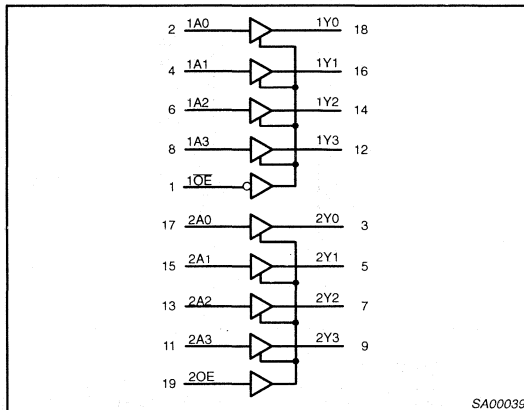 2 1A0 1Y0 18
4 1A1 1Y1 16
6 1A2 1Y2 14
8 1A3 1Y3 12
1 1O̅E̅
17 2A0 2Y0 3
15 2A1 2Y1 5
13 2A2 2Y2 7
11 2A3 2Y3 9
19 2OE
SA00039